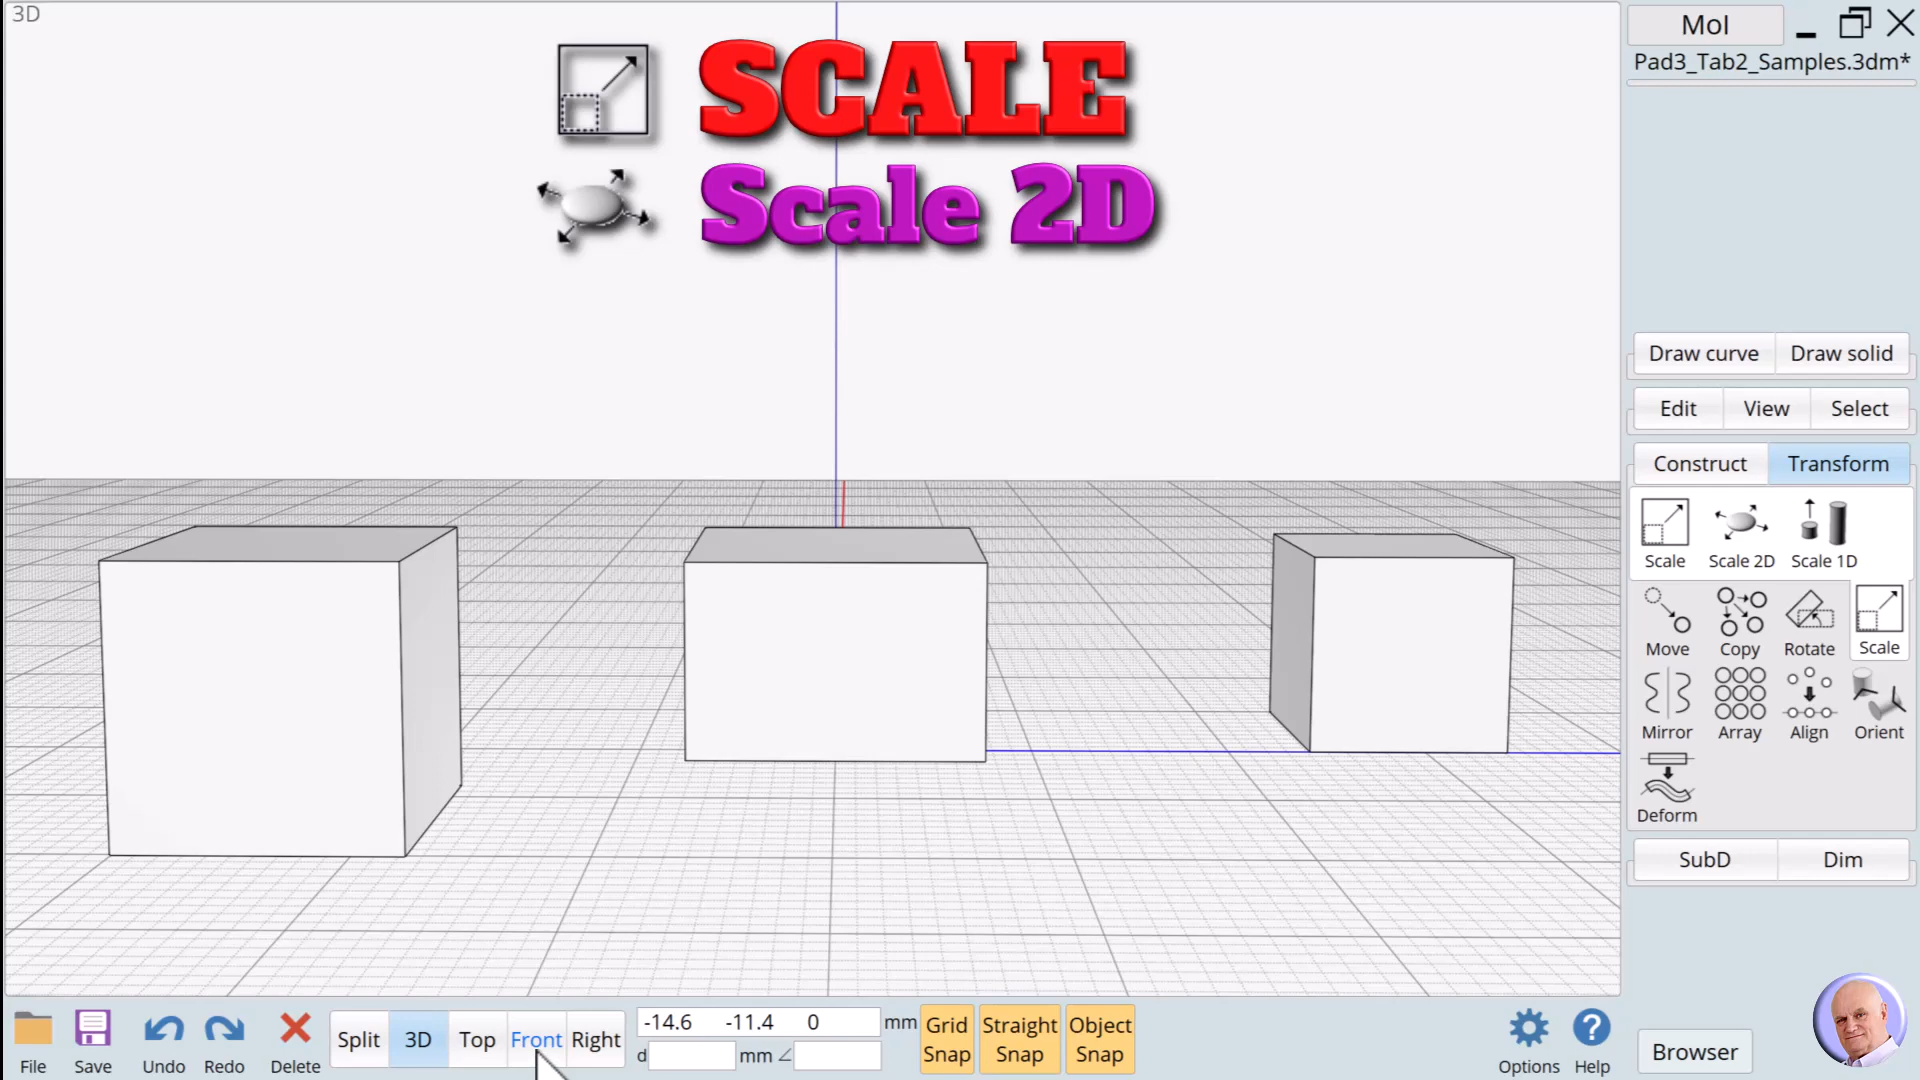 3D
SCALE
Scale 2D
MoI
Pad3_Tab2_Samples.3dm*
Draw curve Draw solid
Edit View Select
Construct Transform
Scale Scale 2D Scale 1D
Move Copy Rotate Scale
Mirror Array Align Orient
Deform
SubD Dim
File Save Undo Redo Delete
Split 3D Top Front Right
-14.6 -11.4 0 mm
d mm ∠
Grid Snap
Straight Snap
Object Snap
Options Help
Browser